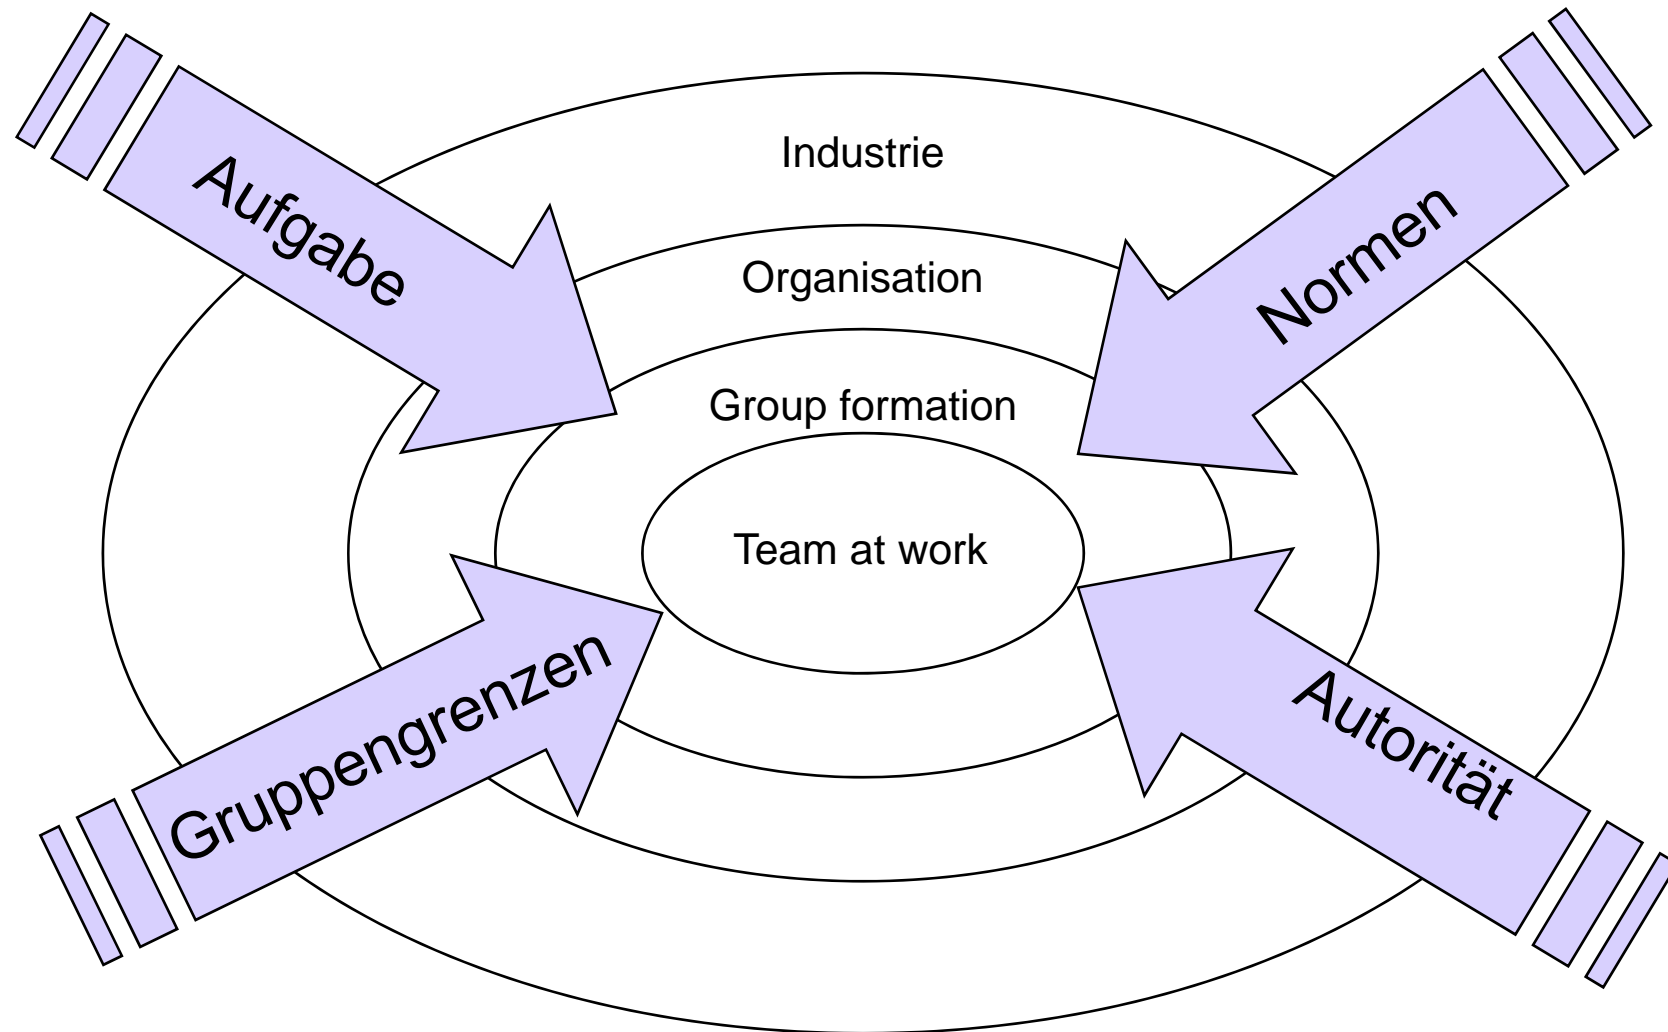 Industrie
Aufgabe
Normen
Organisation
Group formation
Team at work
Gruppengrenzen
Autorität